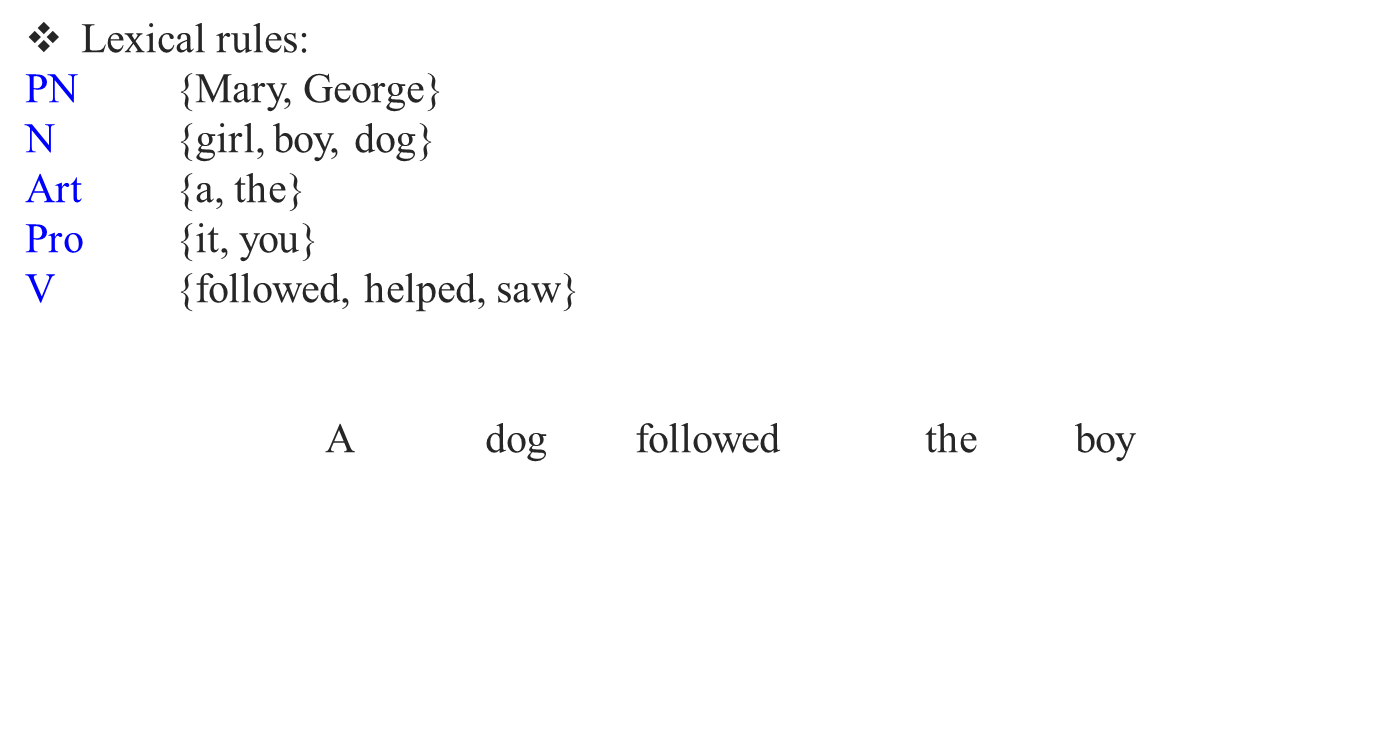 ❖ Lexical rules:
PN {Mary, George}
N {girl, boy, dog}
Art {a, the}
Pro {it, you}
V {followed, helped, saw}
A dog followed the boy